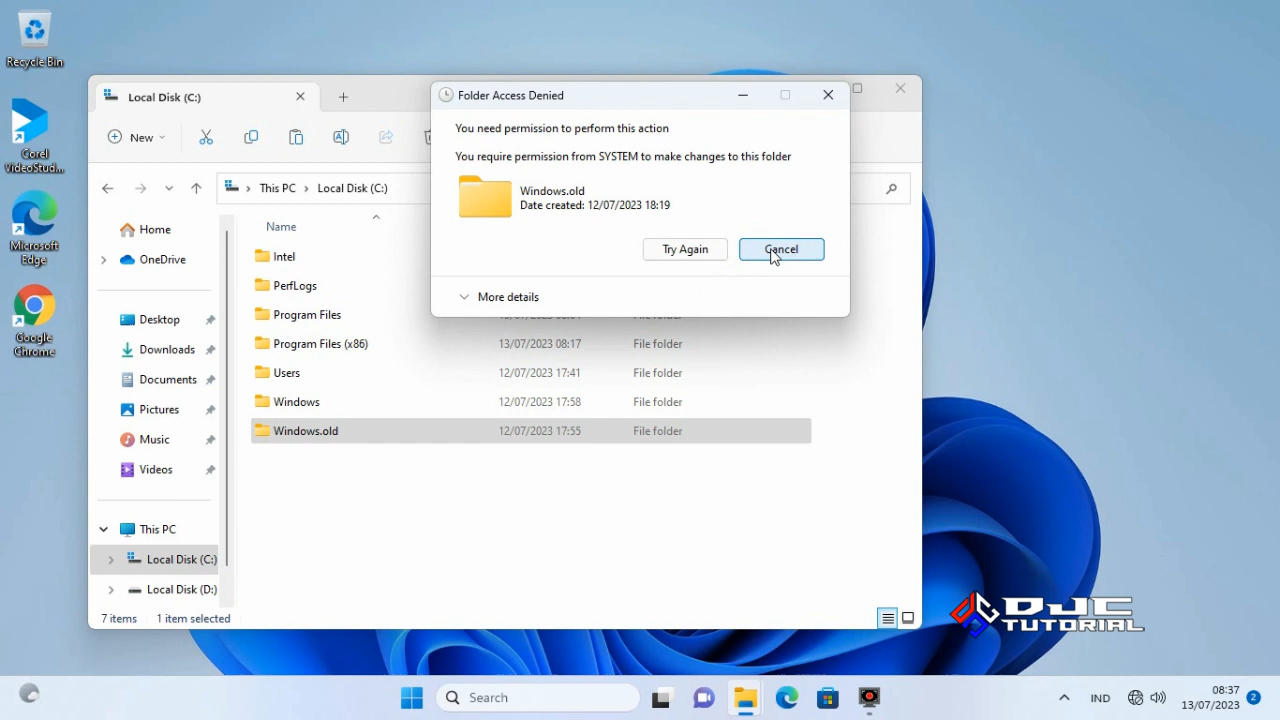 Recycle Bin
Corel
VideoStud...
Microsoft
Edge
Google
Chrome
Local Disk (C:)
New
This PC
Local Disk (C:)
Home
OneDrive
Desktop
Downloads
Documents
Pictures
Music
Videos
This PC
Local Disk (C:)
Local Disk (D:)
Name
Intel
PerfLogs
Program Files
Program Files (x86) 13/07/2023 08:17 File folder
Users 12/07/2023 17:41 File folder
Windows 12/07/2023 17:58 File folder
Windows.old 12/07/2023 17:55 File folder
7 items 1 item selected
Folder Access Denied
You need permission to perform this action
You require permission from SYSTEM to make changes to this folder
Windows.old
Date created: 12/07/2023 18:19
Try Again Cancel
More details
DJC
TUTORIAL
Search
IND
08:37
13/07/2023
2